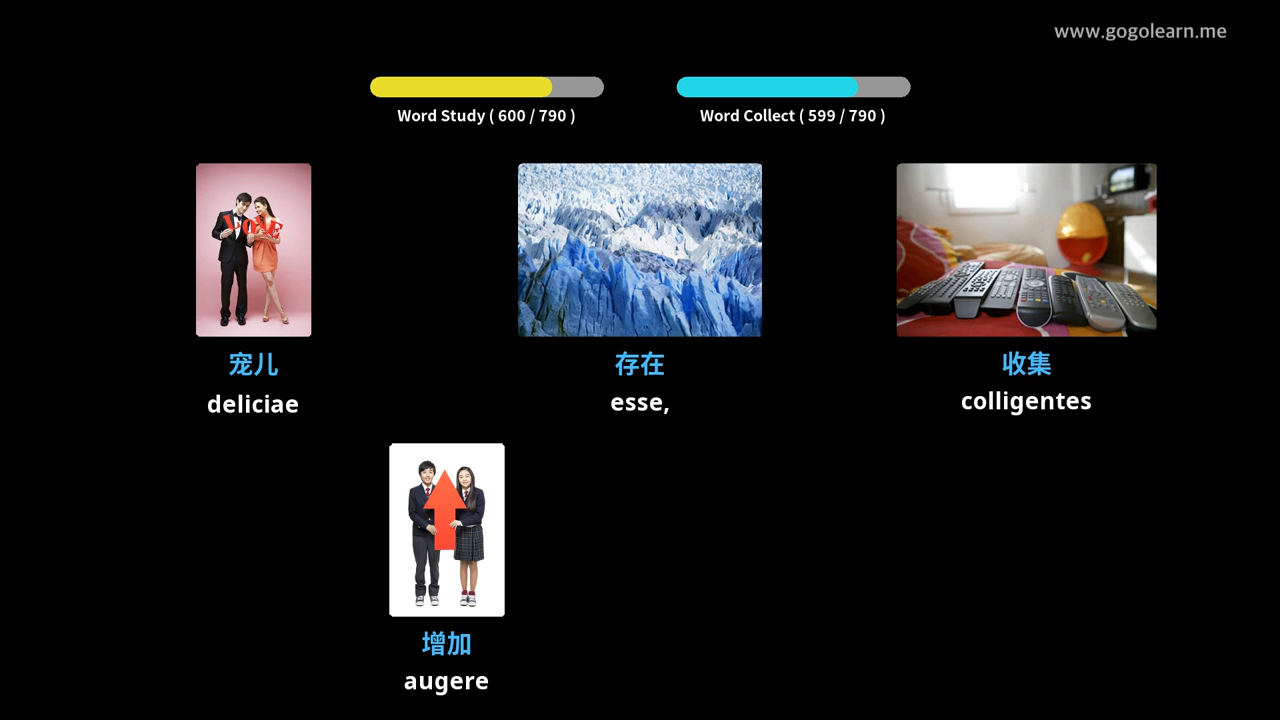 www.gogolearn.me
Word Study ( 600 / 790 )
Word Collect ( 599 / 790 )
LOVE
宠儿
deliciae
存在
esse,
收集
colligentes
增加
augere